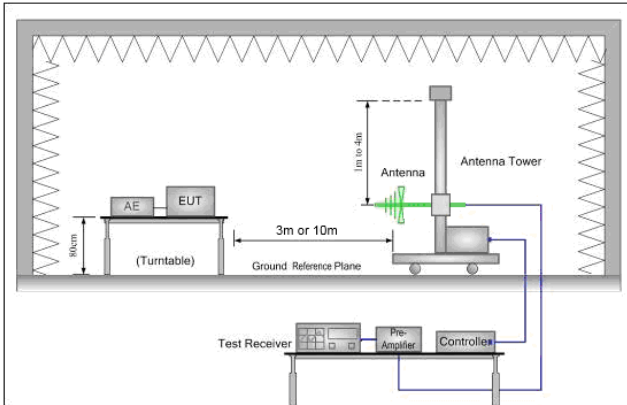 1m to 4m
Antenna
Antenna Tower
AE
EUT
3m or 10m
80cm
(Turntable)
Ground Reference Plane
Test Receiver
Pre-
Amplifier
Controller